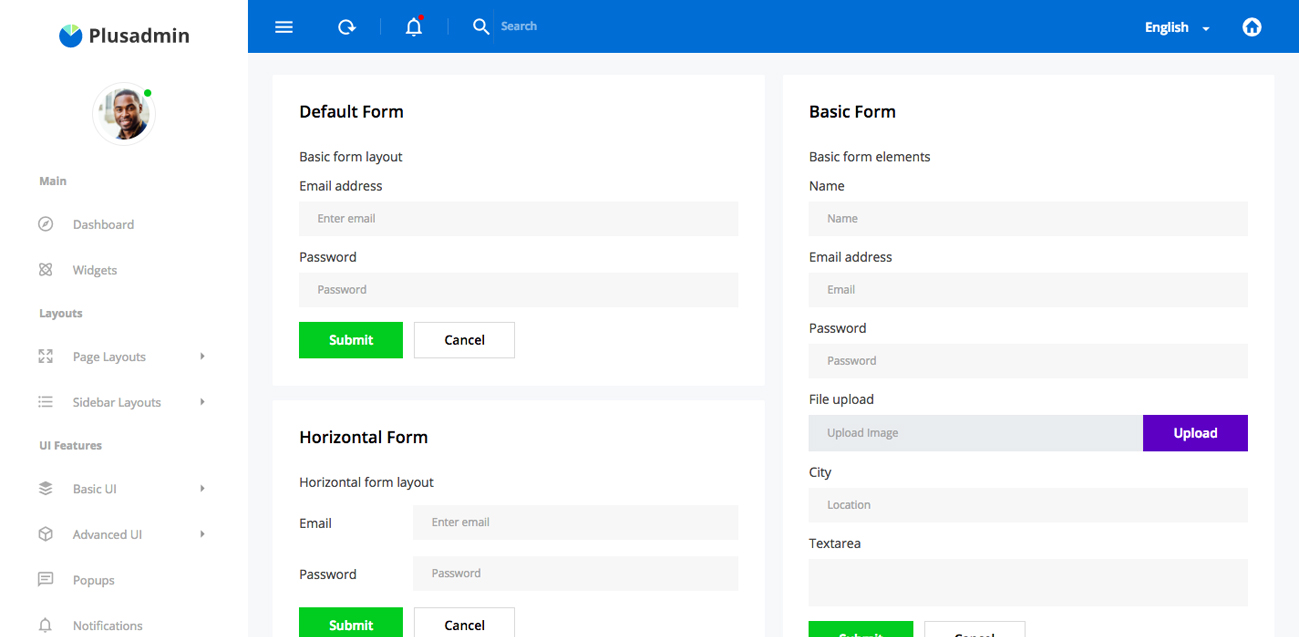 Plusadmin
Search
English
Main
Dashboard
Widgets
Layouts
Page Layouts
Sidebar Layouts
UI Features
Basic UI
Advanced UI
Popups
Notifications
Default Form
Basic form layout
Email address
Enter email
Password
Password
Submit
Cancel
Horizontal Form
Horizontal form layout
Email
Enter email
Password
Password
Submit
Cancel
Basic Form
Basic form elements
Name
Name
Email address
Email
Password
Password
File upload
Upload Image
Upload
City
Location
Textarea
Submit
Cancel